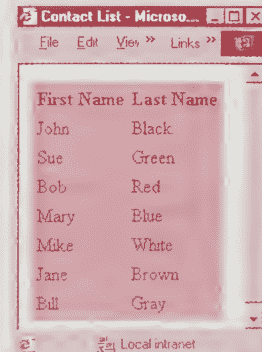 Contact List - Microso...
File Edit View » Links »
First Name Last Name
John Black
Sue Green
Bob Red
Mary Blue
Mike White
Jane Brown
Bill Gray
Local intranet